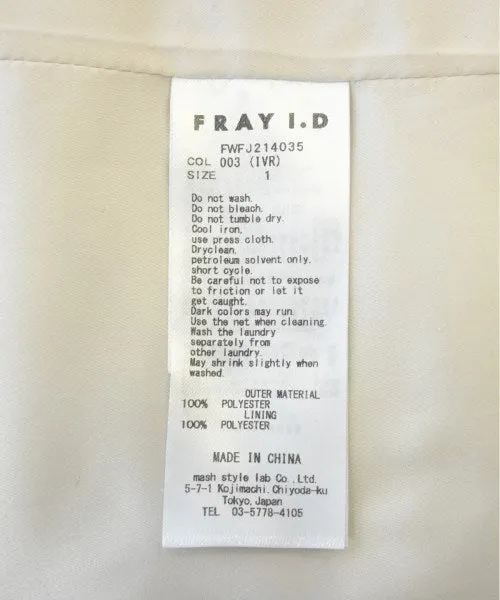 FRAY I.D
FWFJ214035
COL 003 (IVR)
SIZE 1
Do not wash.
Do not bleach.
Do not tumble dry.
Cool iron.
use press cloth.
Dryclean.
petroleum solvent only.
short cycle.
Be careful not to expose
to friction or let it
get caught.
Dark colors may run.
Use the net when cleaning.
Wash the laundry
separately from
other laundry.
May shrink slightly when
washed.
OUTER MATERIAL
100% POLYESTER
LINING
100% POLYESTER
MADE IN CHINA
mash style lab Co.,Ltd.
5-7-1 Kojimachi,Chiyoda-ku
Tokyo,Japan
TEL 03-5778-4105